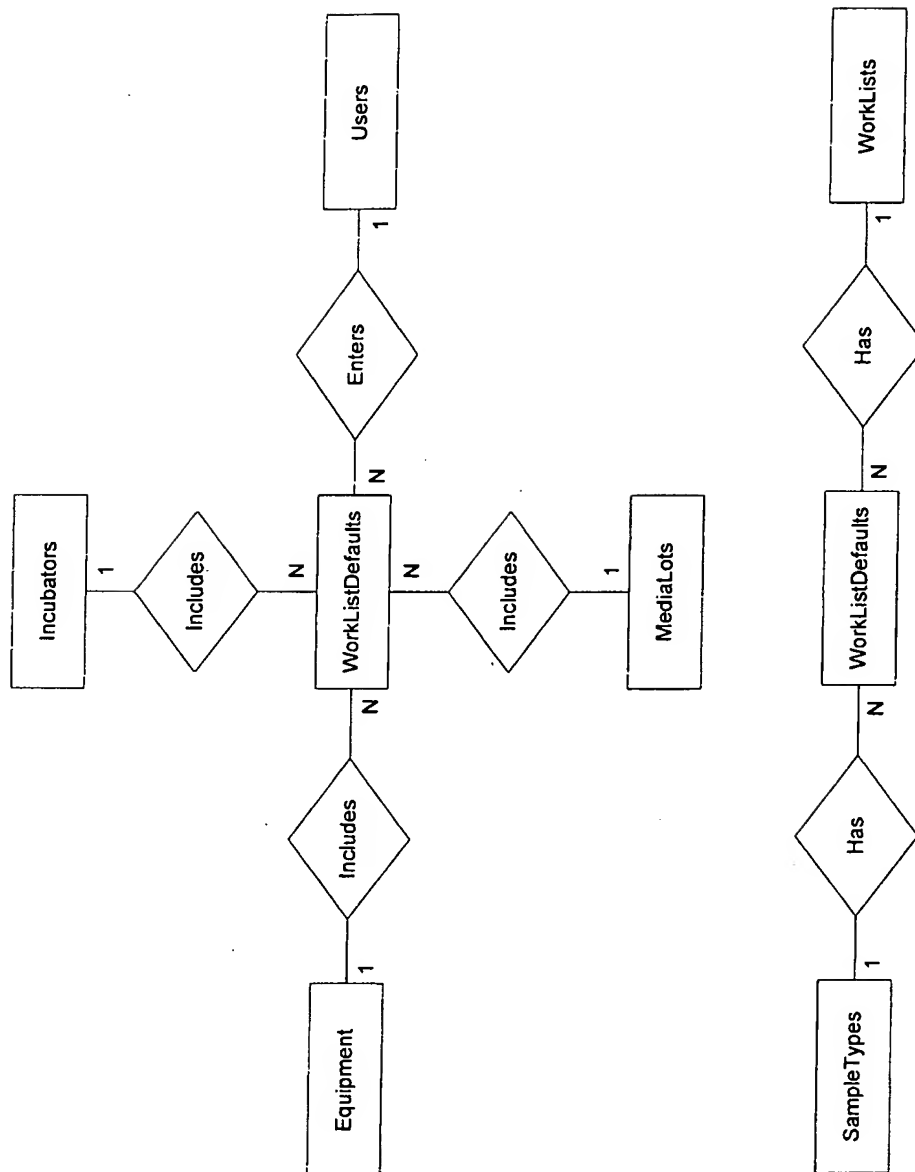 Incubators
1
Includes
N
Equipment
1
Includes
N
WorkListDefaults
N
Enters
1
Users
N
Includes
1
MediaLots
SampleTypes
1
Has
N
WorkListDefaults
N
Has
1
WorkLists